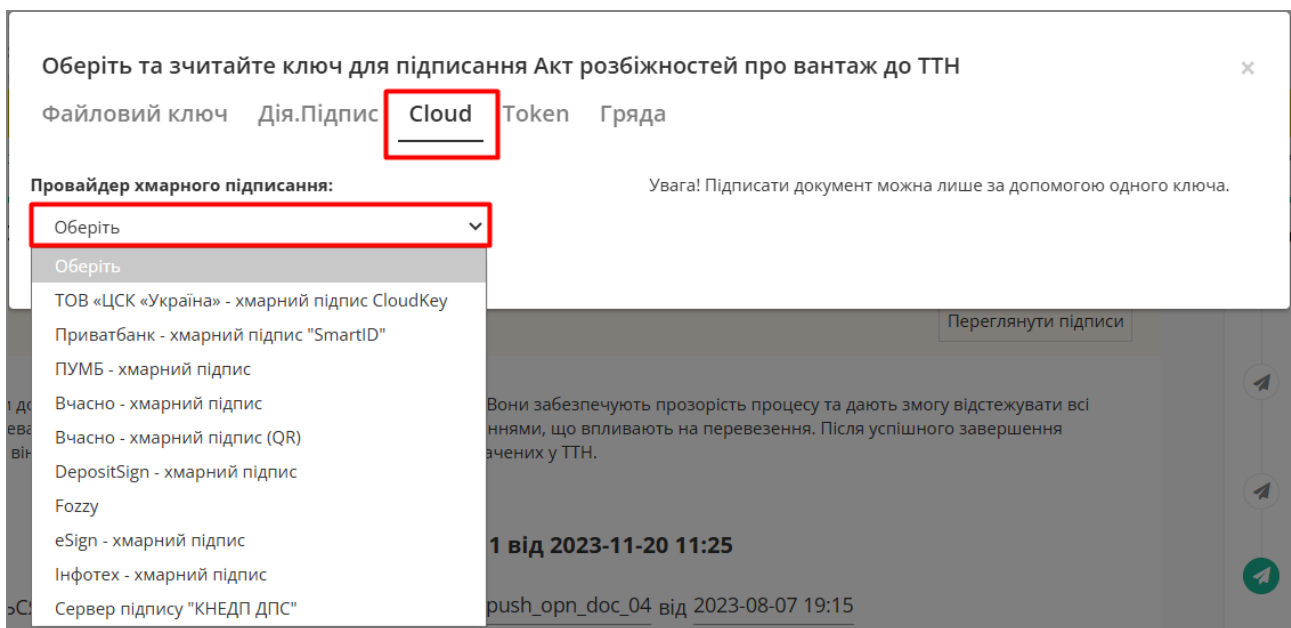 Оберіть та зчитайте ключ для підписання Акт розбіжностей про вантаж до ТТН ×
Файловий ключ Дія.Підпис Cloud Token Гряда
Провайдер хмарного підписання: Увага! Підписати документ можна лише за допомогою одного ключа.
Оберіть
Оберіть
ТОВ «ЦСК «Україна» - хмарний підпис CloudKey
Приватбанк - хмарний підпис "SmartID"
Переглянути підписи
ПУМБ - хмарний підпис
Вчасно - хмарний підпис
Вони забезпечують прозорість процесу та дають змогу відстежувати всі
Вчасно - хмарний підпис (QR)
ннями, що впливають на перевезення. Після успішного завершення
ачених у ТТН.
DepositSign - хмарний підпис
Fozzy
eSign - хмарний підпис
1 від 2023-11-20 11:25
Інфотех - хмарний підпис
Сервер підпису "КНЕДП ДПС"
push_opn_doc_04 від 2023-08-07 19:15